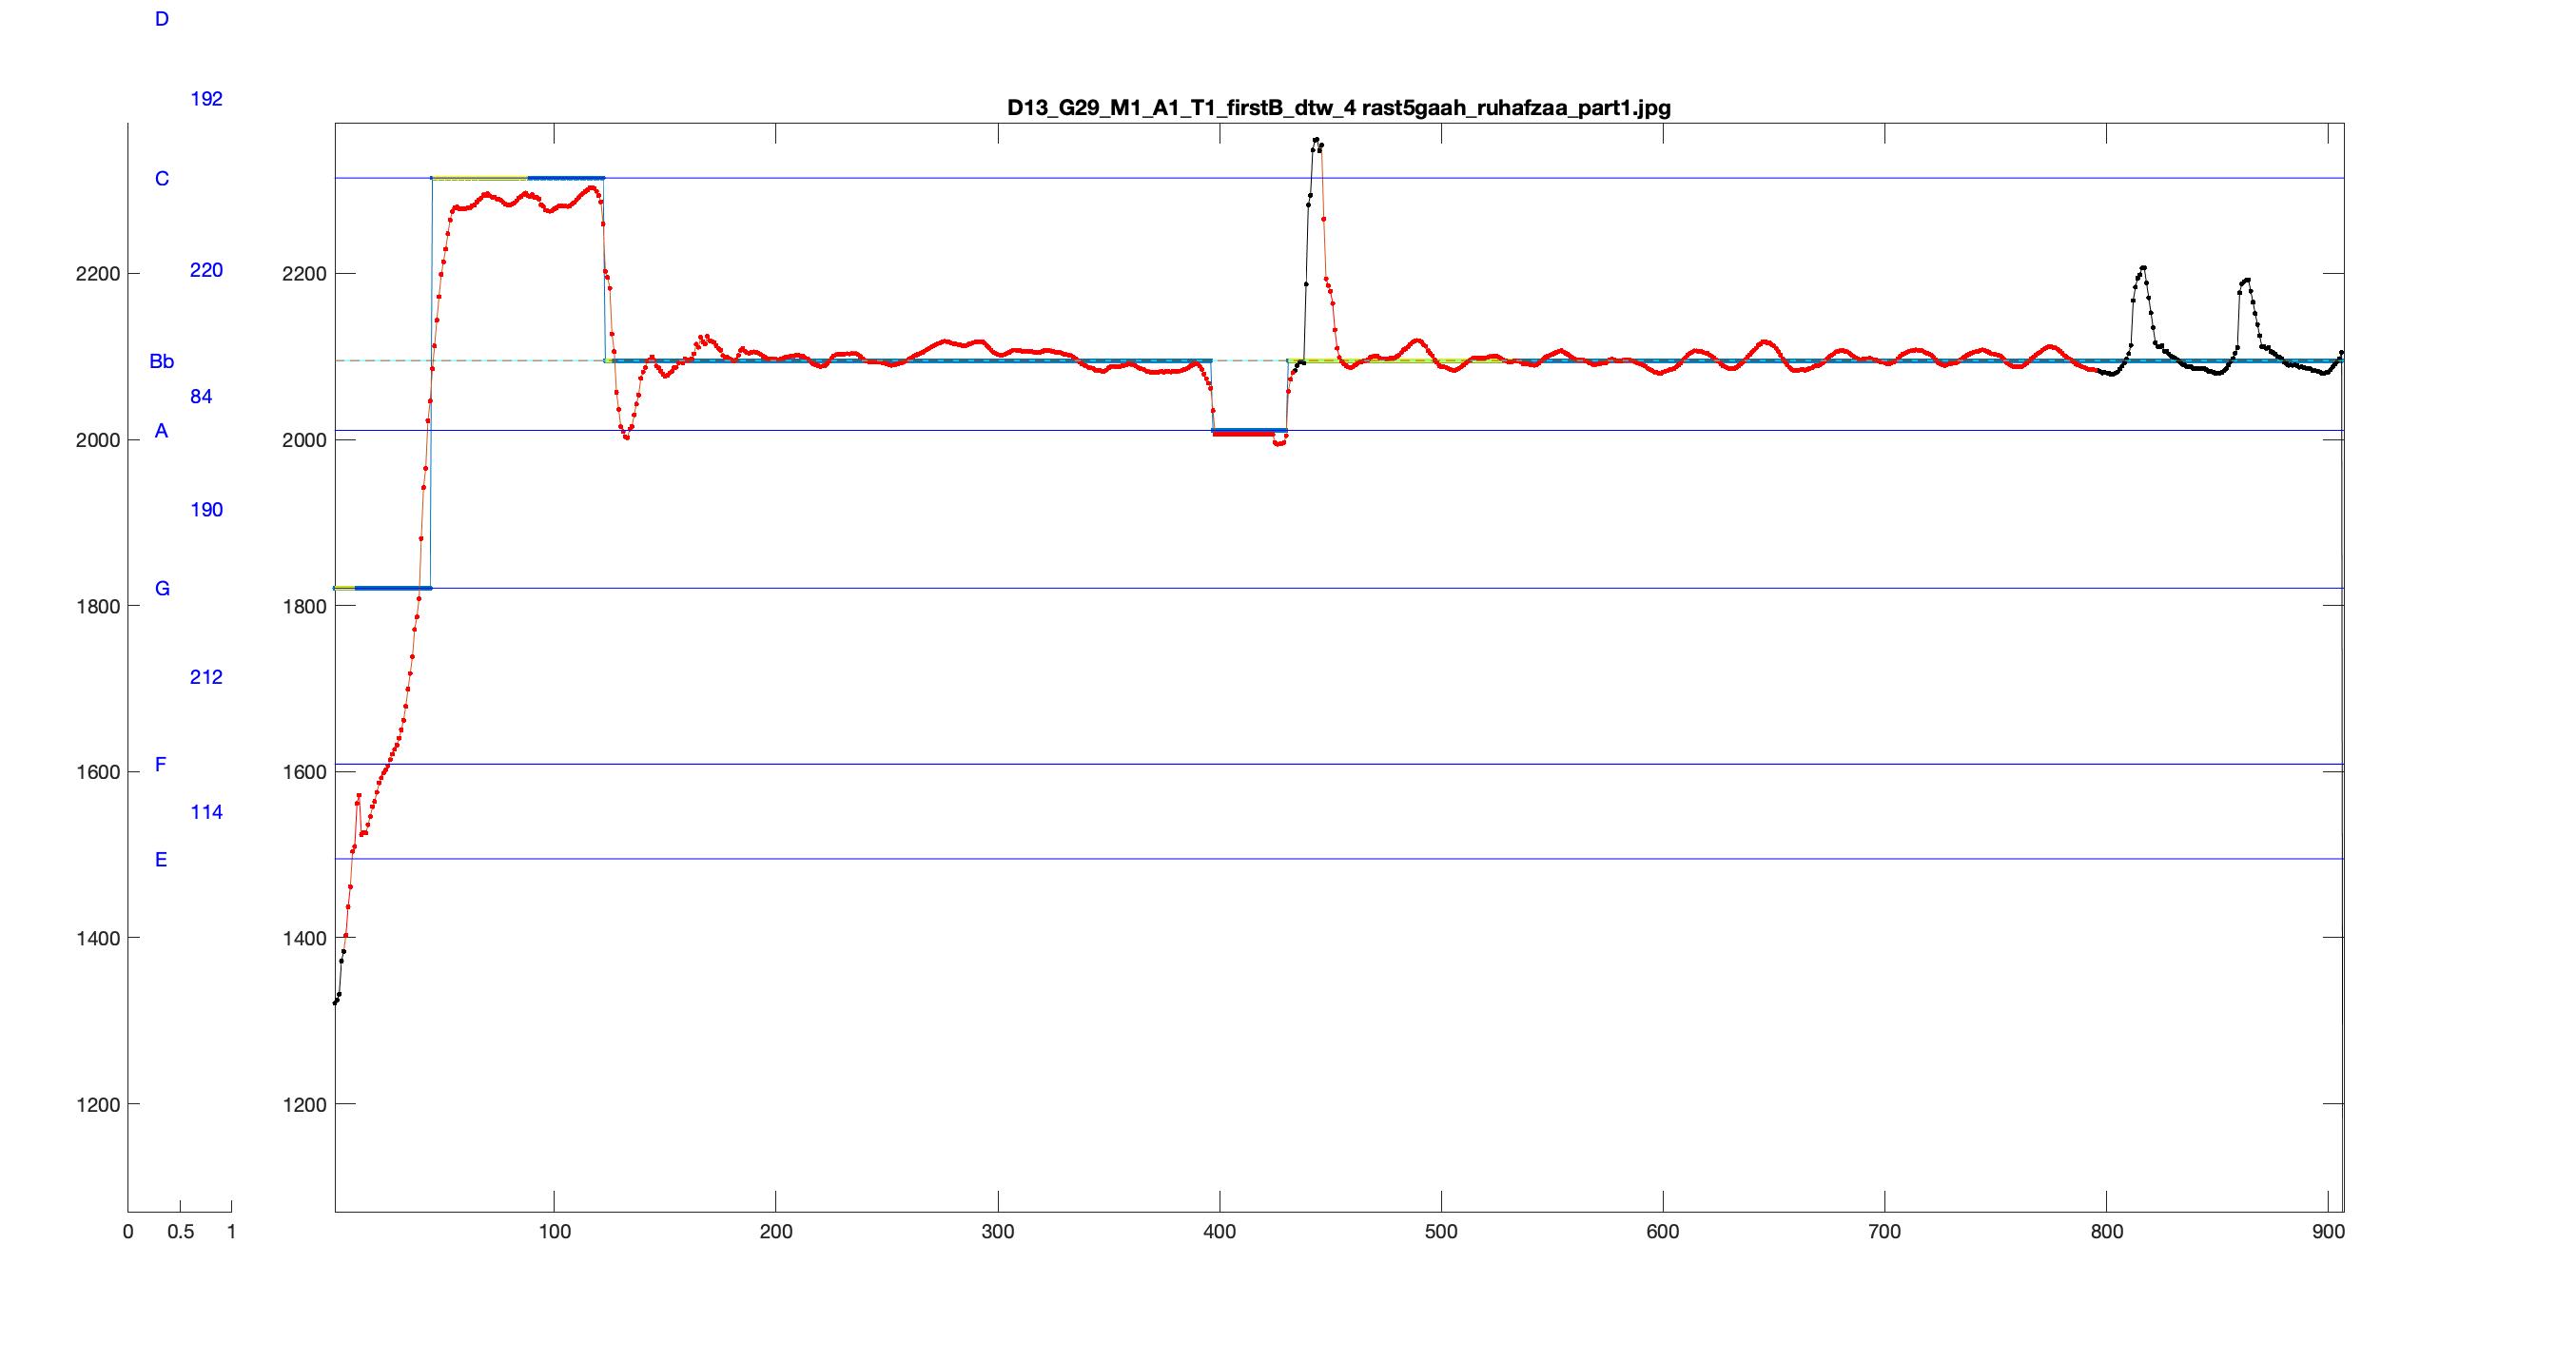 D
192
D13_G29_M1_A1_T1_firstB_dtw_4 rast5gaah_ruhafzaa_part1.jpg
C
220
2200 2200
Bb
84
A
2000 2000
190
G
1800 1800
212
F
1600 1600
114
E
1400 1400
1200 1200
0 0.5 1 100 200 300 400 500 600 700 800 900